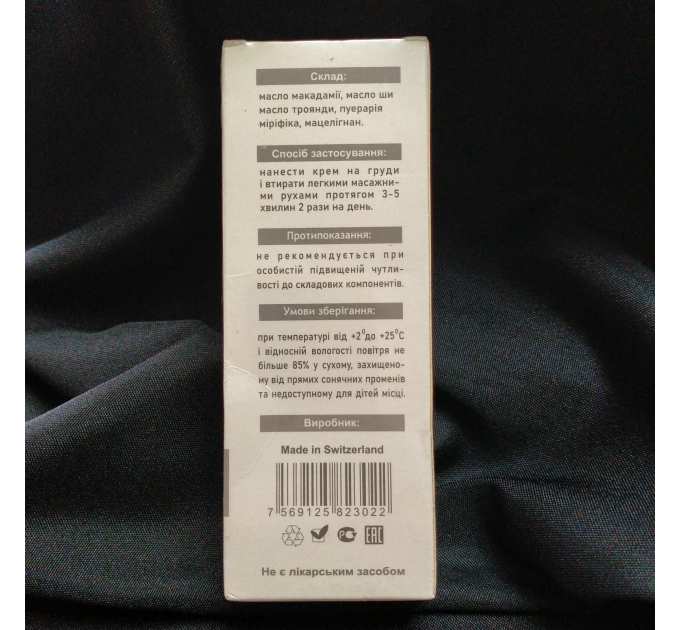 Склад:
масло макадамії, масло ши
масло троянди, пуерарія
міріфіка, мацелігнан.
Спосіб застосування:
нанести крем на груди
і втирати легкими масажни-
ми рухами протягом 3-5
хвилин 2 рази на день.
Протипоказання:
не рекомендується при
особистій підвищеній чутли-
вості до складових компонентів.
Умови зберігання:
при температурі від +2⁰до +25⁰С
і відносній вологості повітря не
більше 85% у сухому, захищено-
му від прямих сонячних променів
та недоступному для дітей місці.
Виробник:
Made in Switzerland
7 569125 823022
EAC
Не є лікарським засобом